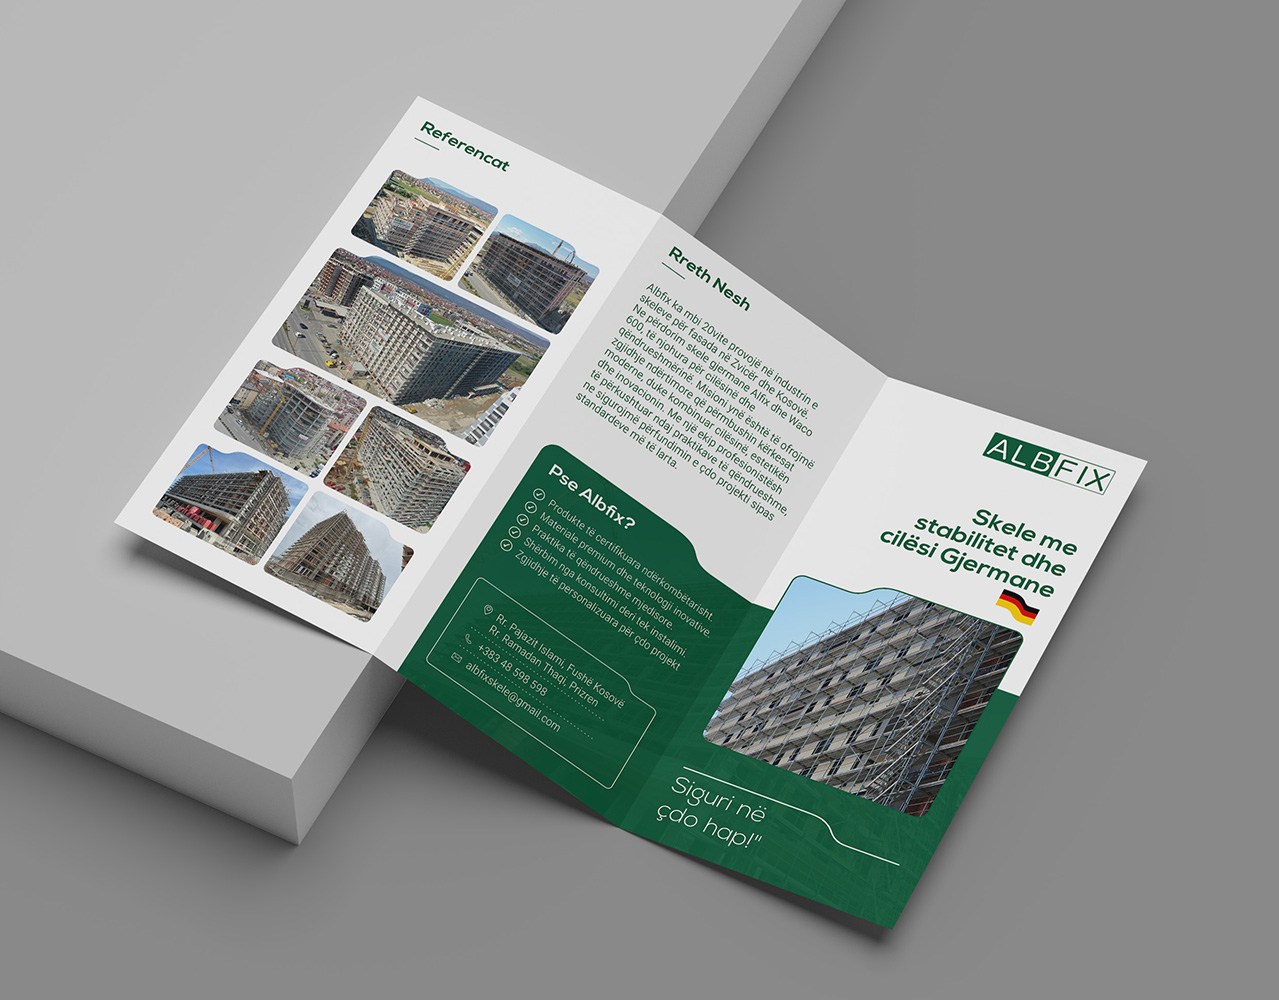 Referencat
Rreth Nesh
Albfix ka mbi 20vite provojë në industrin e
skeleve për fasada në Zvicër dhe Kosovë.
Ne përdorim skele gjermane Alfix dhe Waco
600, të njohura për cilësinë dhe
qëndrueshmërinë. Misioni ynë është të ofrojmë
zgjidhje ndërtimore që përmbushin kërkesat
moderne, duke kombinuar cilësinë, estetikën
dhe inovacionin. Me një ekip profesionistësh
të përkushtuar ndaj praktikave të qëndrueshme,
ne sigurojmë përfundimin e çdo projekti sipas
standardeve më të larta.
Pse Albfix?
Produkte të certifikuara ndërkombëtarisht.
Materiale premium dhe teknologji inovative.
Praktika të qëndrueshme mjedisore.
Shërbim nga konsultimi deri tek instalimi.
Zgjidhje të personalizuara për çdo projekt
Rr. Pajazit Islami, Fushë Kosovë
Rr. Ramadan Thaqi, Prizren
+383 48 598 598
albfixskele@gmail.com
ALBFIX
Skele me
stabilitet dhe
cilësi Gjermane
Siguri në
çdo hap!"